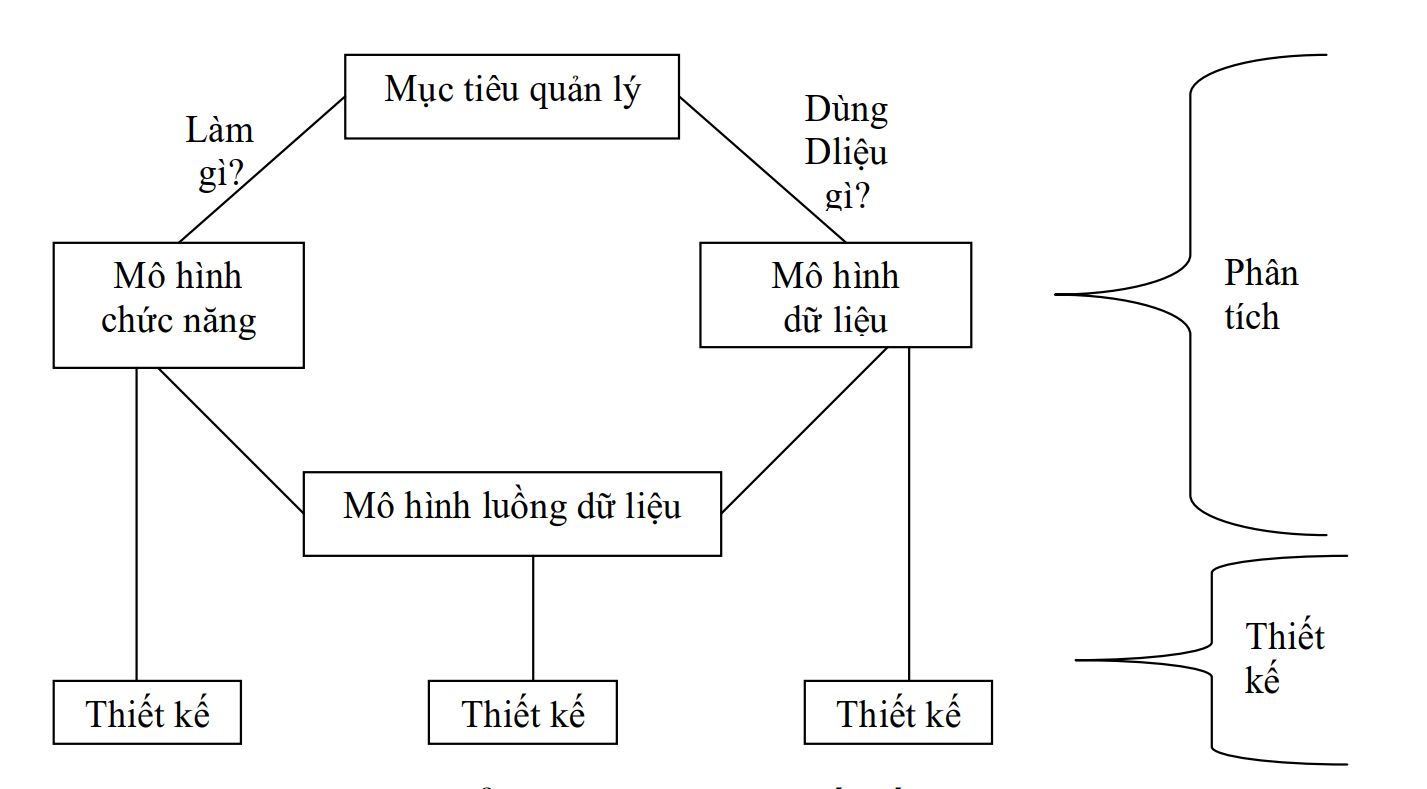 Mục tiêu quản lý
Làm
gì?
Dùng
Dliệu
gì?
Mô hình
chức năng
Mô hình
dữ liệu
Phân
tích
Mô hình luồng dữ liệu
Thiết
kế
Thiết kế
Thiết kế
Thiết kế